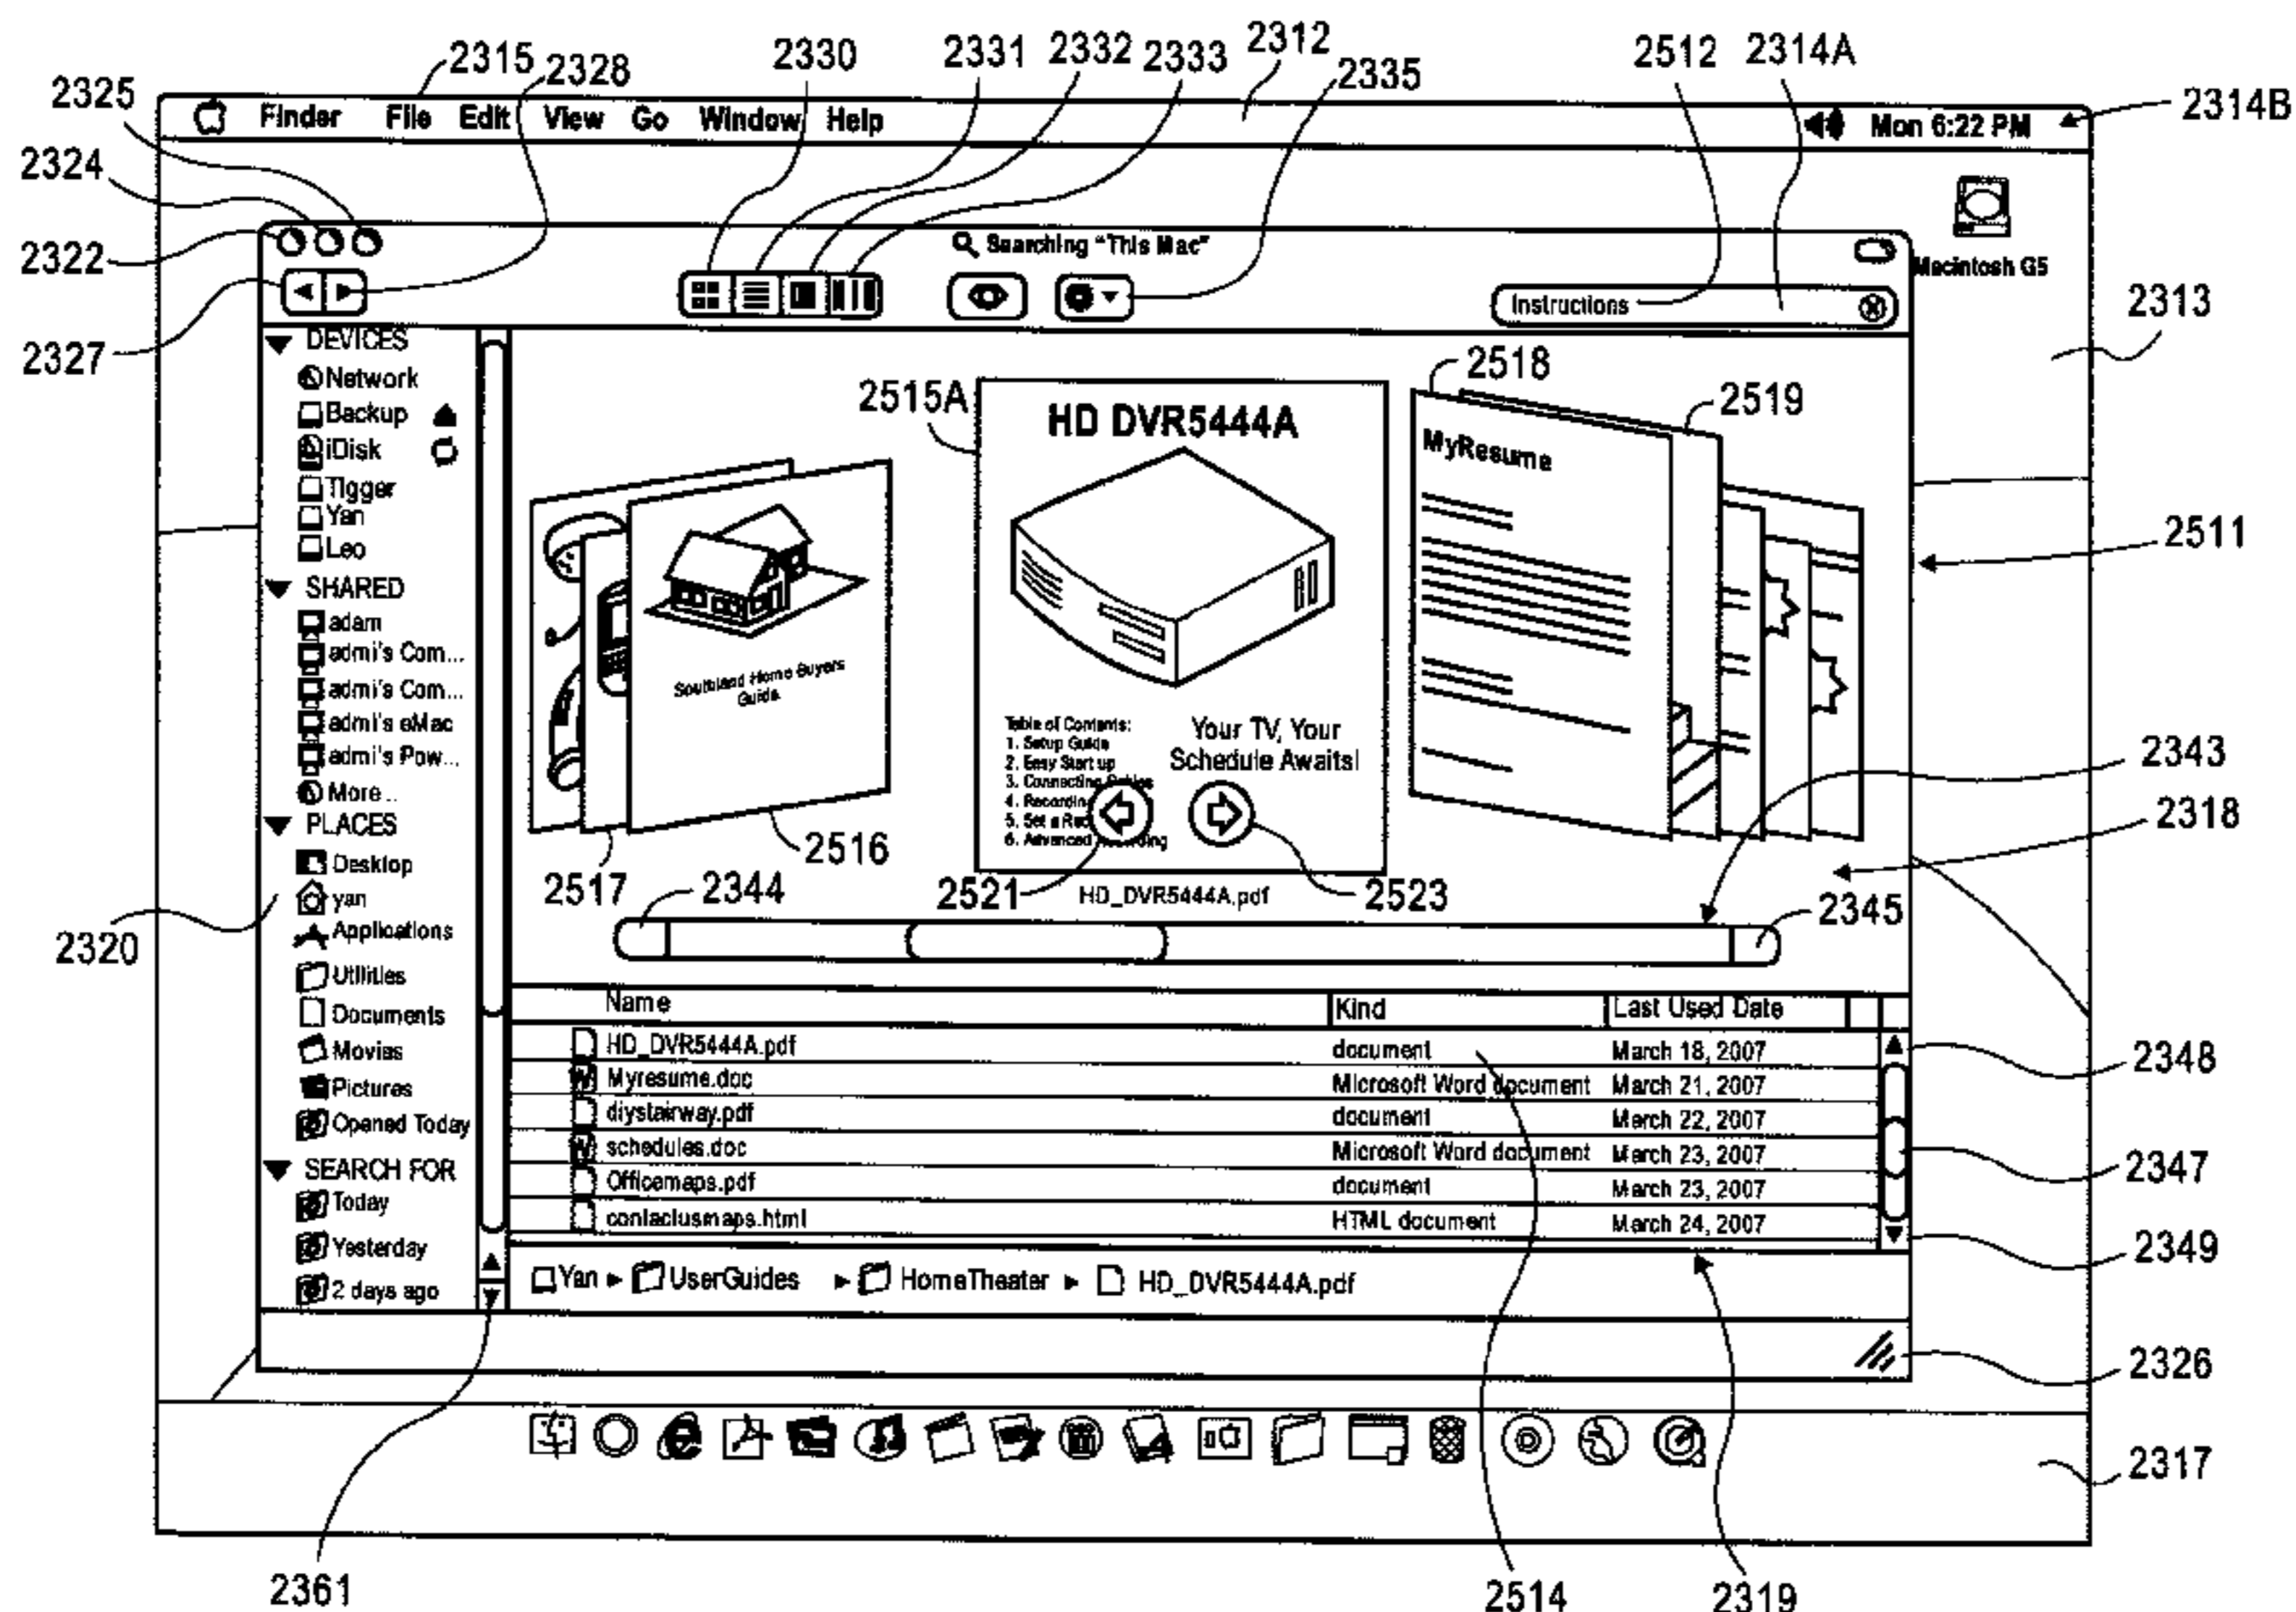 2315 2328 2330 2331 2332 2333 2312 2335 2512 2314A
2325
2324
2322
2327
2314B
Finder File Edit View Go Window Help Mon 6:22 PM
Macintosh G5
2313
Searching "This Mac"
Instructions
DEVICES
Network
Backup
iDisk
Tigger
Yan
Leo
SHARED
adam
admi's Com...
admi's Com...
admi's eMac
admi's Pow...
More..
PLACES
Desktop
yan
Applications
Utilities
Documents
Movies
Pictures
Opened Today
SEARCH FOR
Today
Yesterday
2 days ago
2320
2515A
HD DVR5444A
2518
2519
MyResume
2511
Southland Home Buyers
Guide
Table of Contents:
1. Setup Guide
2. Easy Start up
3. Connecting Cables
4. Recordin
5. Set a Rec
6. Advanced
Your TV, Your
Schedule Awaits!
2343
2318
2516
2517
2344
2521
HD_DVR5444A.pdf
2523
2345
Name Kind Last Used Date
HD_DVR5444A.pdf document March 18, 2007
Myresume.doc Microsoft Word document March 21, 2007
diystairway.pdf document March 22, 2007
schedules.doc Microsoft Word document March 23, 2007
Officemaps.pdf document March 23, 2007
contactusmaps.html HTML document March 24, 2007
2348
2347
2349
Yan UserGuides HomeTheater HD_DVR5444A.pdf
2326
2317
2361
2514
2319